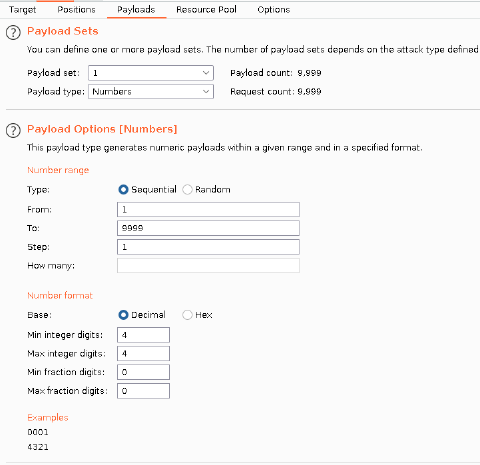 Target Positions Payloads Resource Pool Options
? Payload Sets
You can define one or more payload sets. The number of payload sets depends on the attack type defined
Payload set: 1 Payload count: 9,999
Payload type: Numbers Request count: 9,999
? Payload Options [Numbers]
This payload type generates numeric payloads within a given range and in a specified format.
Number range
Type: Sequential Random
From: 1
To: 9999
Step: 1
How many:
Number format
Base: Decimal Hex
Min integer digits: 4
Max integer digits: 4
Min fraction digits: 0
Max fraction digits: 0
Examples
0001
4321